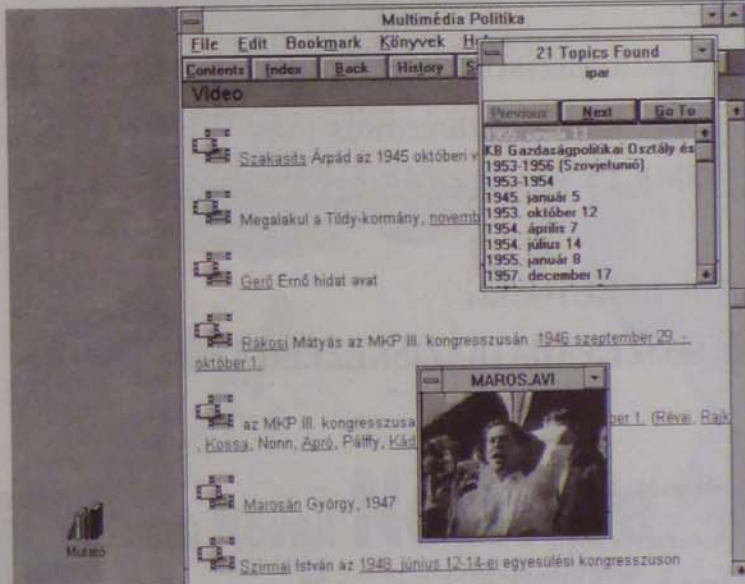 Multimédia Politika
File Edit Bookmark Könyvek
Contents Index Back History
Video
21 Topics Found
ipar
Previous Next Go To
KB Gazdaságpolitikai Osztály és
1953-1956 (Szovjetunió)
1953-1954
1945. január 5
1953. október 12
1954. április 7
1954. július 14
1955. január 8
1957. december 17
Szakasits Árpád az 1945 októberi v
Megalakul a Tildy-kormány, novemb
Gerő Ernő hidat avat
Rákosi Mátyás az MKP III. kongresszusán 1946 szeptember 29. -
október 1.
az MKP III. kongresszusa ber 1. (Révai, Rajk
, Kossa, Nonn, Apró, Pálffy, Kád
MAROS.AVI
Marosán György, 1947
Szirmai István az 1948. június 12-14-ei egyesülési kongresszuson
Mutató